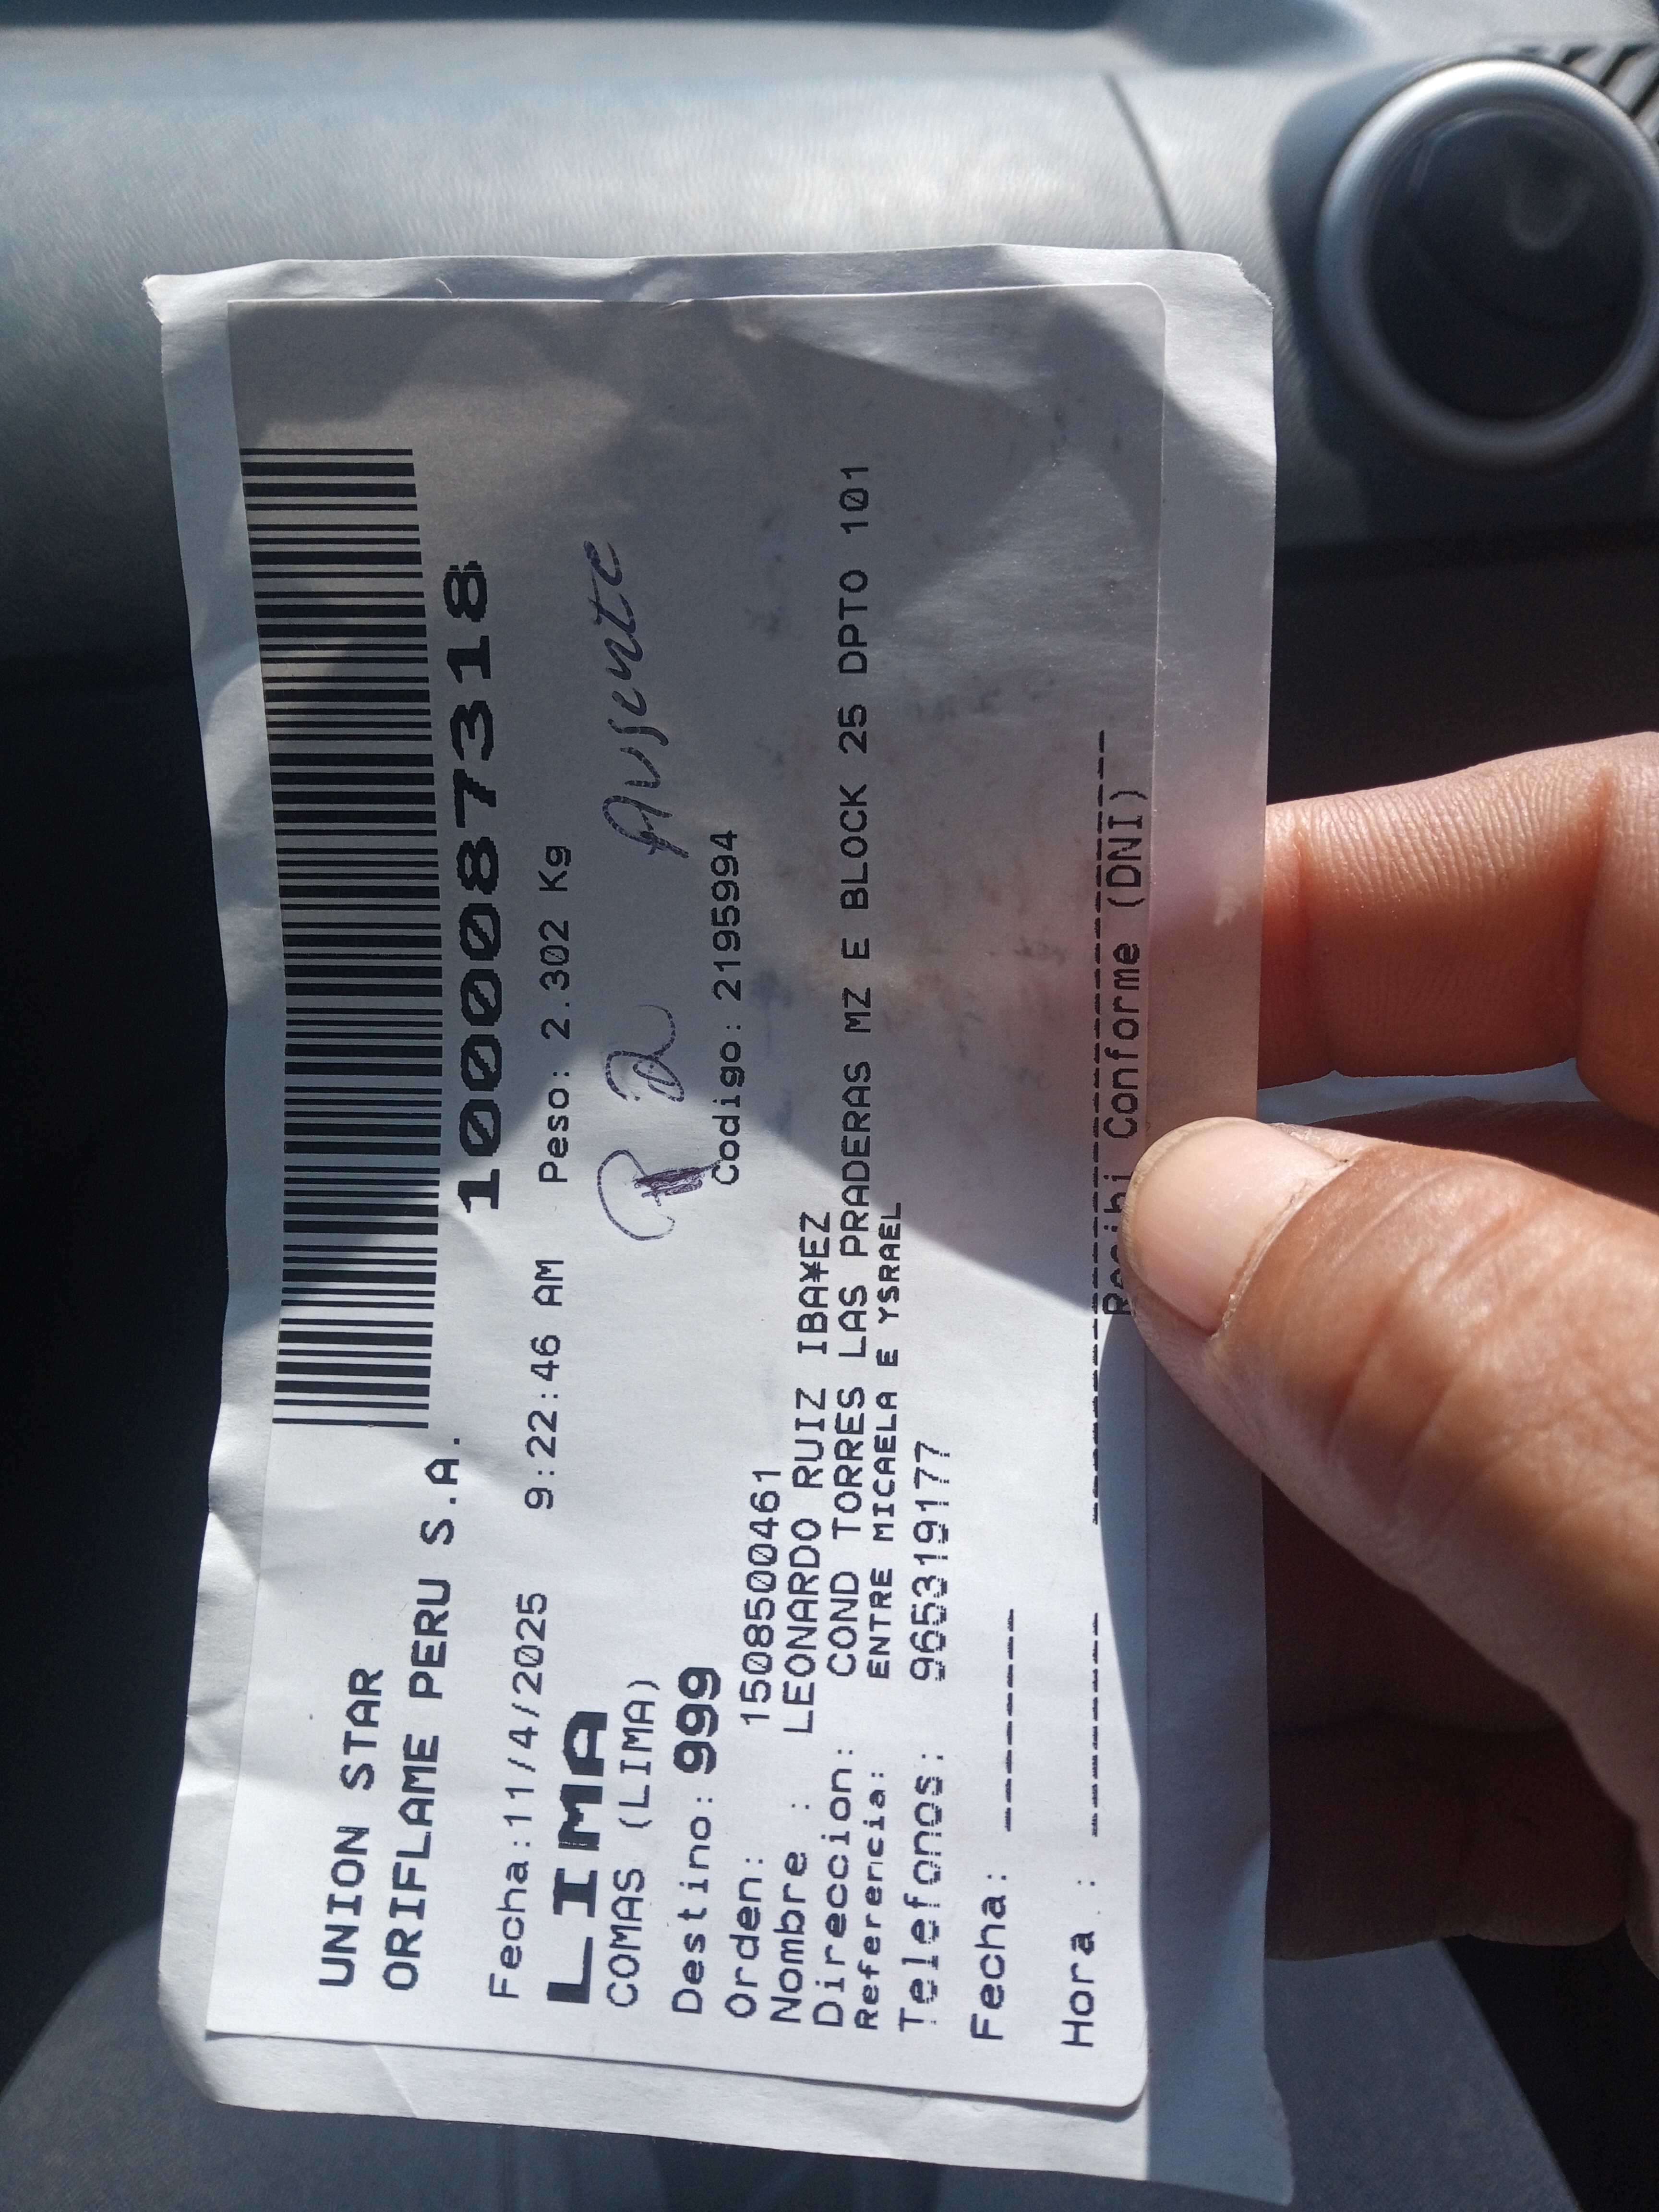 UNION STAR
ORIFLAME PERU S.A.
1000087318
Fecha:11/4/2025 9:22:46 AM Peso: 2.302 Kg
LIMA
COMAS (LIMA)
R 2 Ausente
Destino: 999
Orden: 1508500461 Codigo: 2195994
Nombre : LEONARDO RUIZ IBA¥EZ
Direccion: COND TORRES LAS PRADERAS MZ E BLOCK 25 DPTO 101
Referencia: ENTRE MICAELA E YSRAEL
Telefonos: 965319177
Fecha: --------
Hora : --------
Recibi Conforme (DNI)